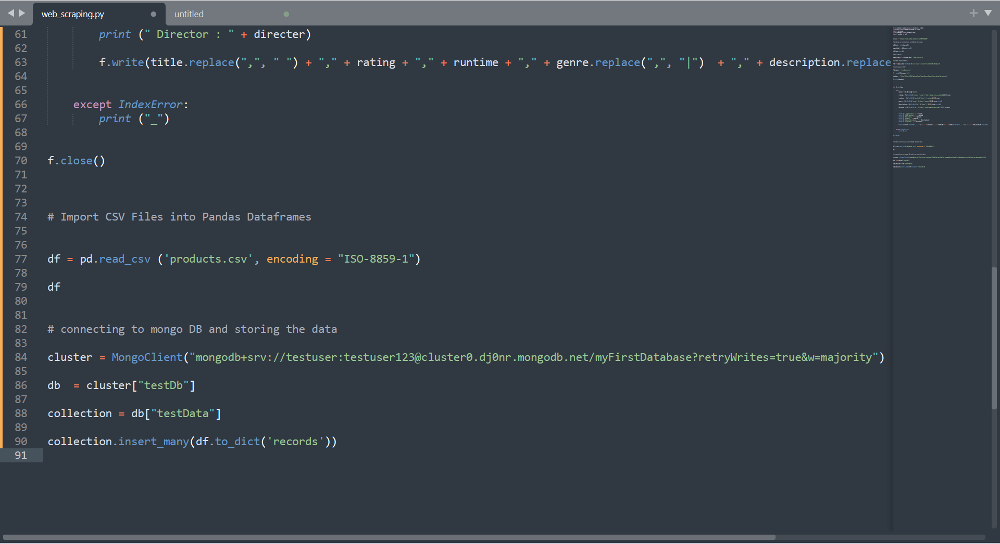 web_scraping.py
untitled
61 print (" Director : " + directer)
62
63 f.write(title.replace(",", " ") + "," + rating + "," + runtime + "," + genre.replace(",", "|")  + "," + description.replace
64
65
66 except IndexError:
67 print ("_")
68
69
70 f.close()
71
72
73
74 # Import CSV Files into Pandas Dataframes
75
76
77 df = pd.read_csv ('products.csv', encoding = "ISO-8859-1")
78
79 df
80
81
82 # connecting to mongo DB and storing the data
83
84 cluster = MongoClient("mongodb+srv://testuser:testuser123@cluster0.dj0nr.mongodb.net/myFirstDatabase?retryWrites=true&w=majority")
85
86 db  = cluster["testDb"]
87
88 collection = db["testData"]
89
90 collection.insert_many(df.to_dict('records'))
91